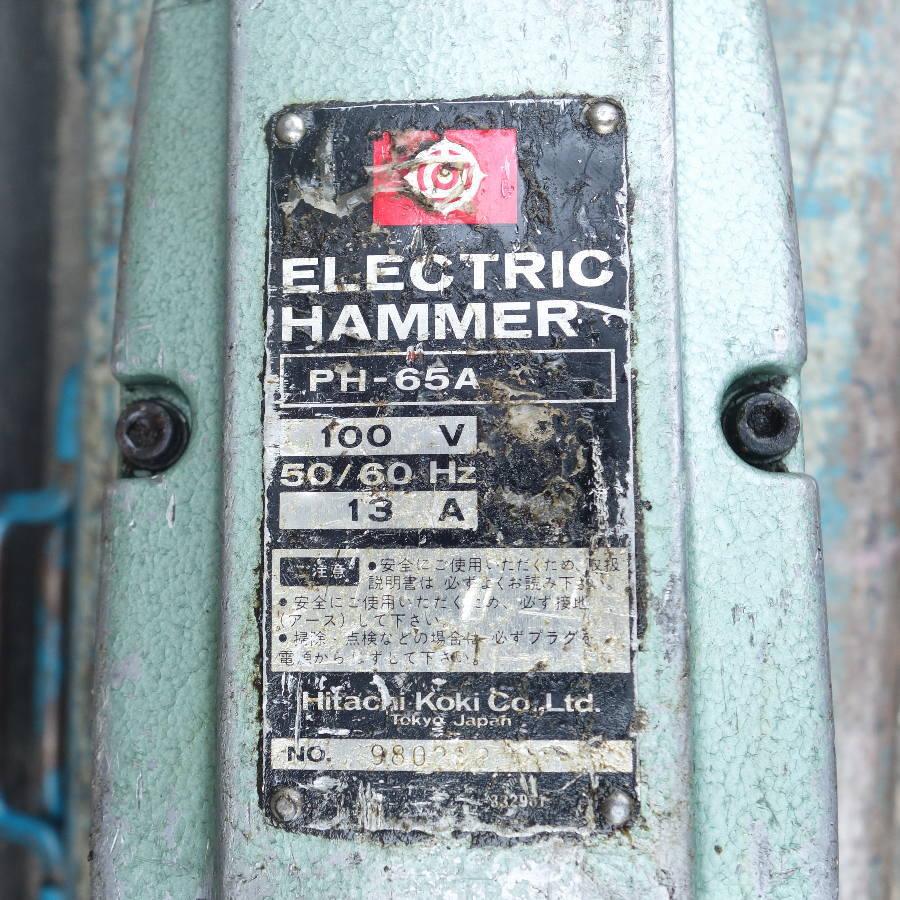 ELECTRIC
HAMMER
PH-65A
100 V
50/60 Hz
13 A
注意 •安全にご使用いただくため、取扱
説明書は 必ずよくお読み下さい。
•安全にご使用いただくため、必ず接地
(アース)して下さい。
•掃除、点検などの場合は 必ずプラグを
電源から して下さい。
Hitachi Koki Co.,Ltd.
Tokyo Japan
NO.